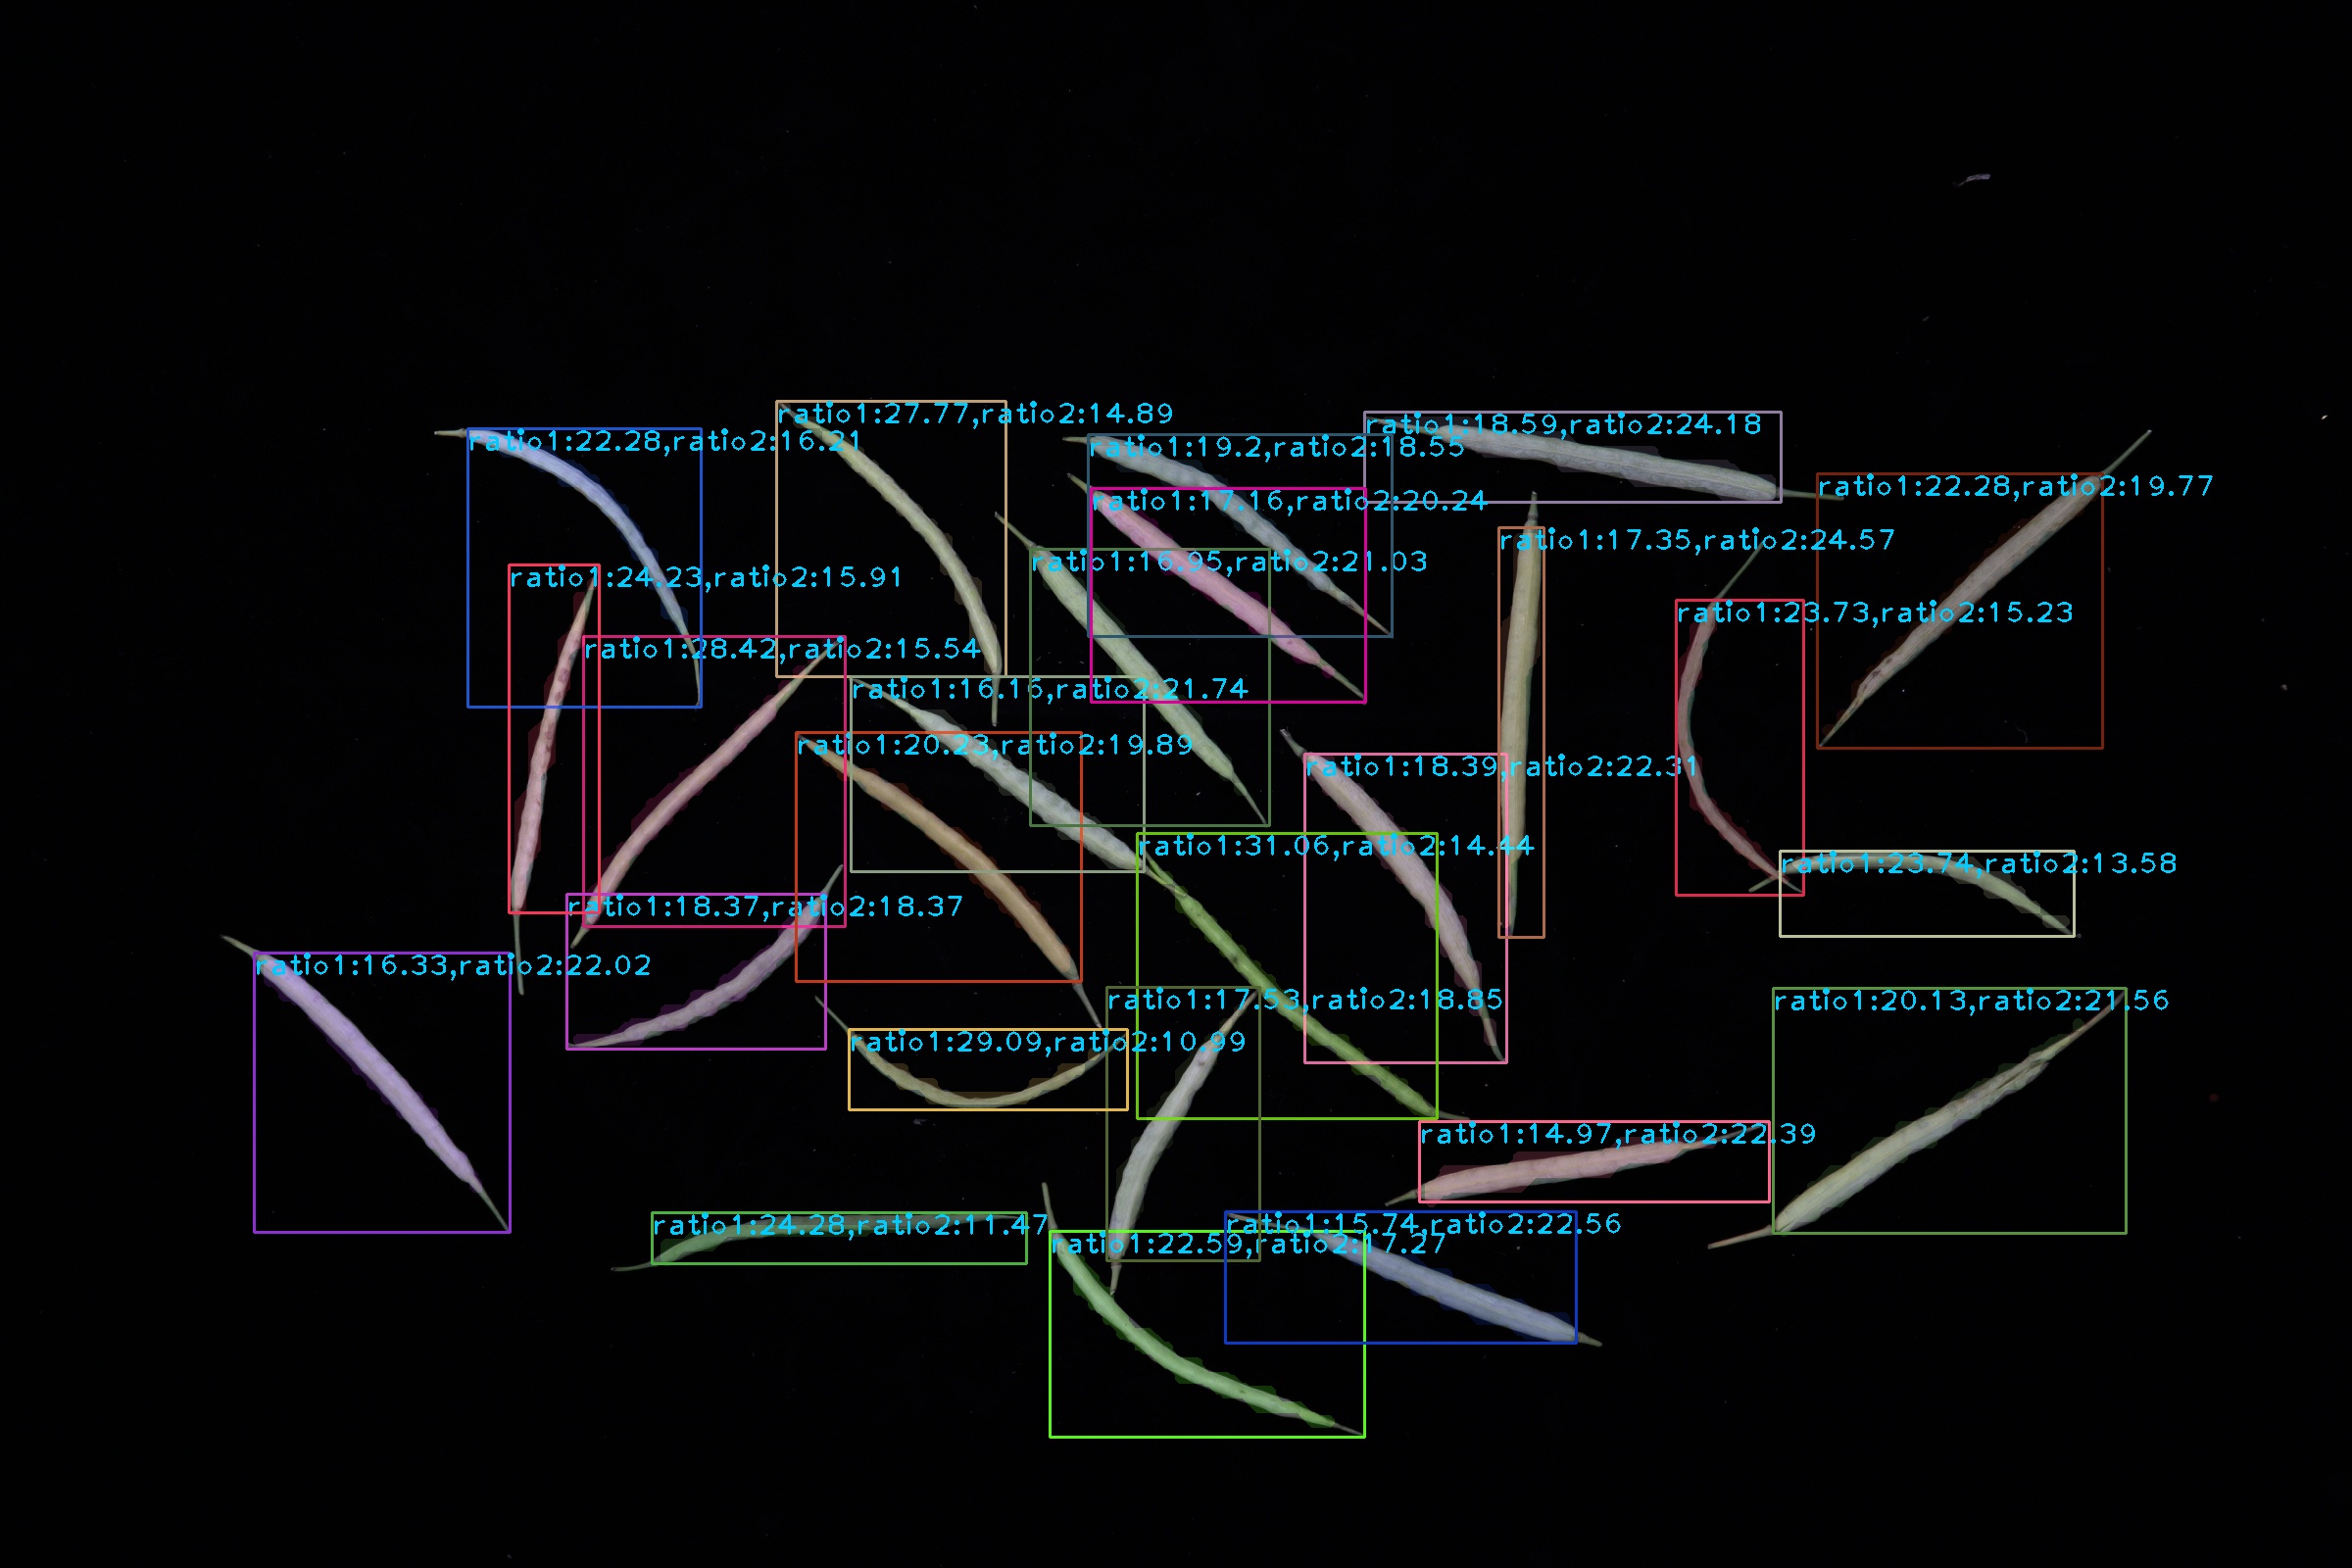 ratio1:27.77,ratio2:14.89
ratio1:18.59,ratio2:24.18
ratio1:22.28,ratio2:16.21
ratio1:19.2,ratio2:18.55
ratio1:22.28,ratio2:19.77
ratio1:17.16,ratio2:20.24
ratio1:17.35,ratio2:24.57
ratio1:16.95,ratio2:21.03
ratio1:24.23,ratio2:15.91
ratio1:23.73,ratio2:15.23
ratio1:28.42,ratio2:15.54
ratio1:16.16,ratio2:21.74
ratio1:20.23,ratio2:19.89
ratio1:18.39,ratio2:22.31
ratio1:31.06,ratio2:14.44
ratio1:23.74,ratio2:13.58
ratio1:18.37,ratio2:18.37
ratio1:16.33,ratio2:22.02
ratio1:17.53,ratio2:18.85
ratio1:20.13,ratio2:21.56
ratio1:29.09,ratio2:10.99
ratio1:14.97,ratio2:22.39
ratio1:24.28,ratio2:11.47
ratio1:15.74,ratio2:22.56
ratio1:22.59,ratio2:17.27